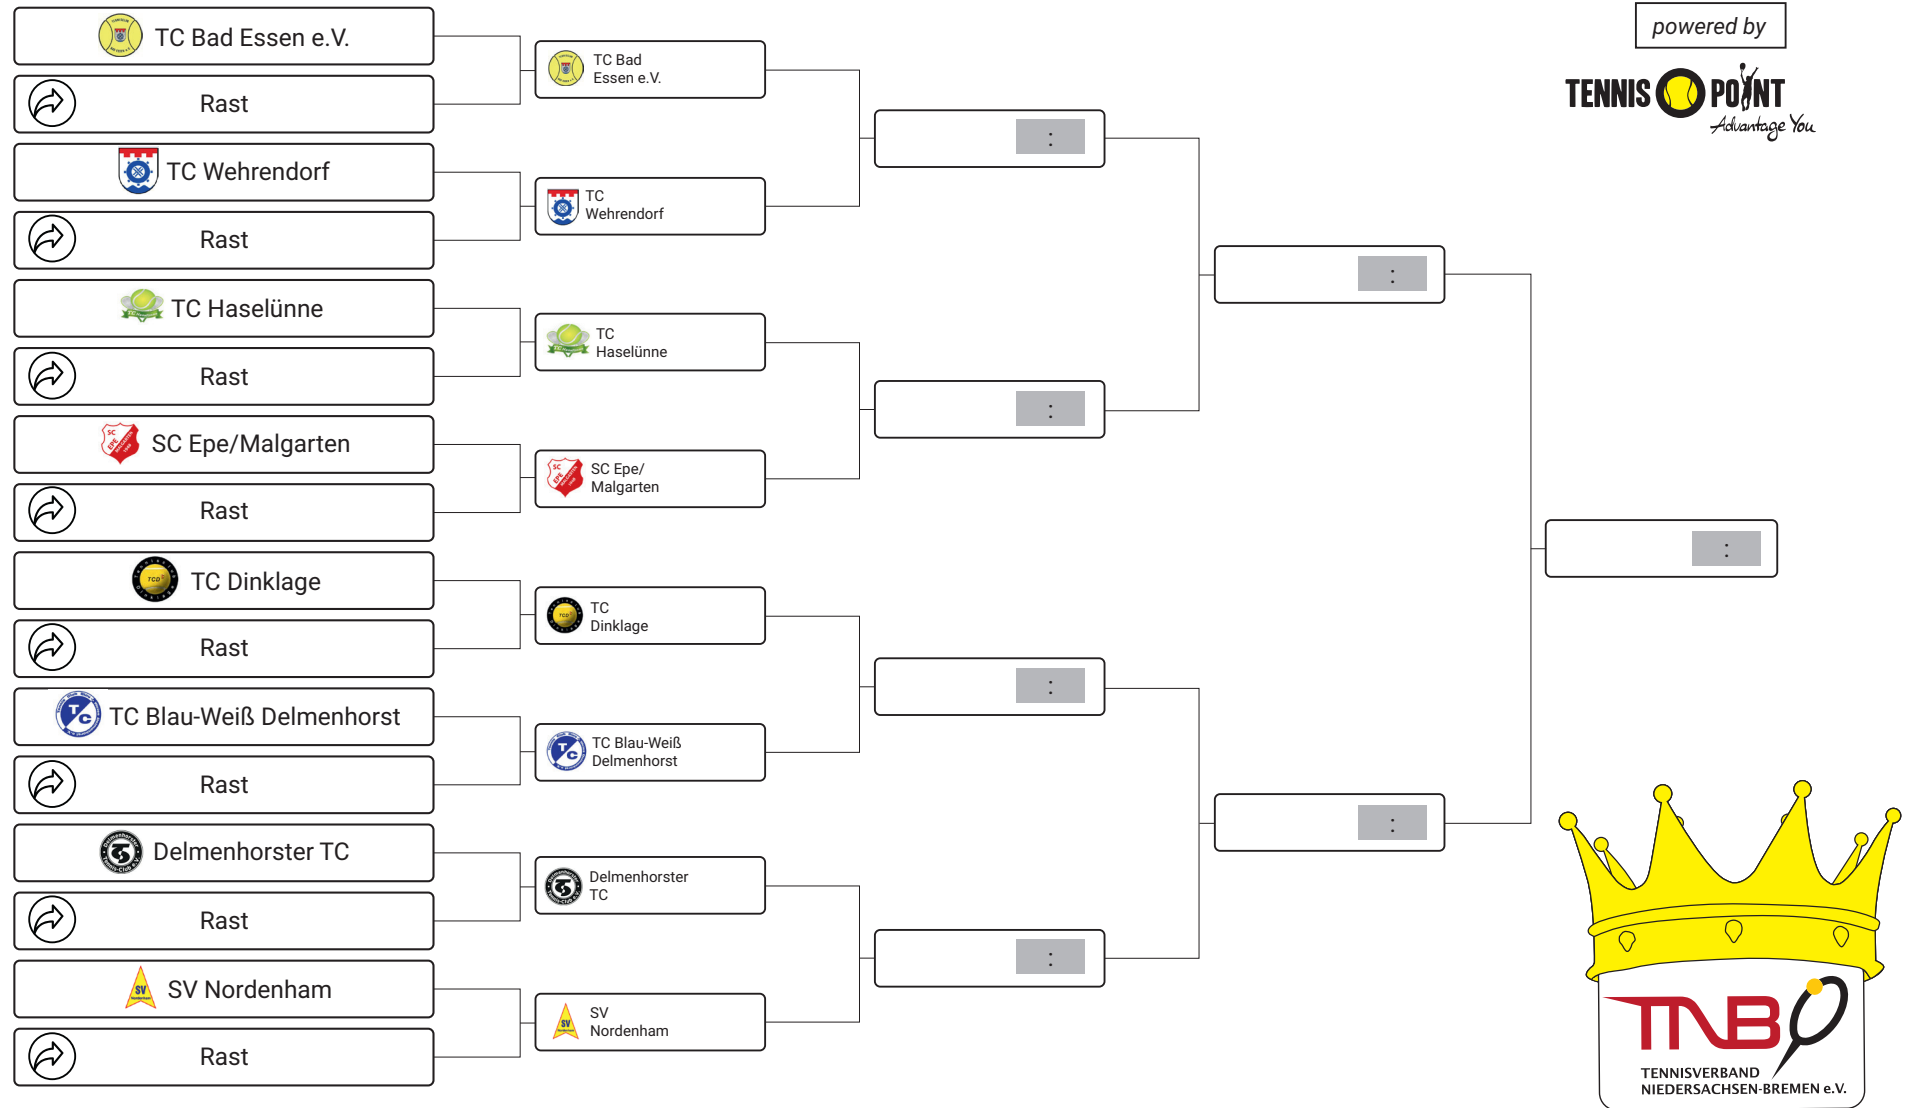 TC Bad Essen e.V.
Rast
TC Wehrendorf
Rast
TC Haselünne
Rast
SC Epe/Malgarten
Rast
TC Dinklage
Rast
TC Blau-Weiß Delmenhorst
Rast
Delmenhorster TC
Rast
SV Nordenham
Rast
TC Bad
Essen e.V.
TC
Wehrendorf
TC
Haselünne
SC Epe/
Malgarten
TC
Dinklage
TC Blau-Weiß
Delmenhorst
Delmenhorster
TC
SV
Nordenham
:
:
:
:
:
:
:
powered by
TENNIS POINT
Advantage You
TNB
TENNISVERBAND
NIEDERSACHSEN-BREMEN e.V.